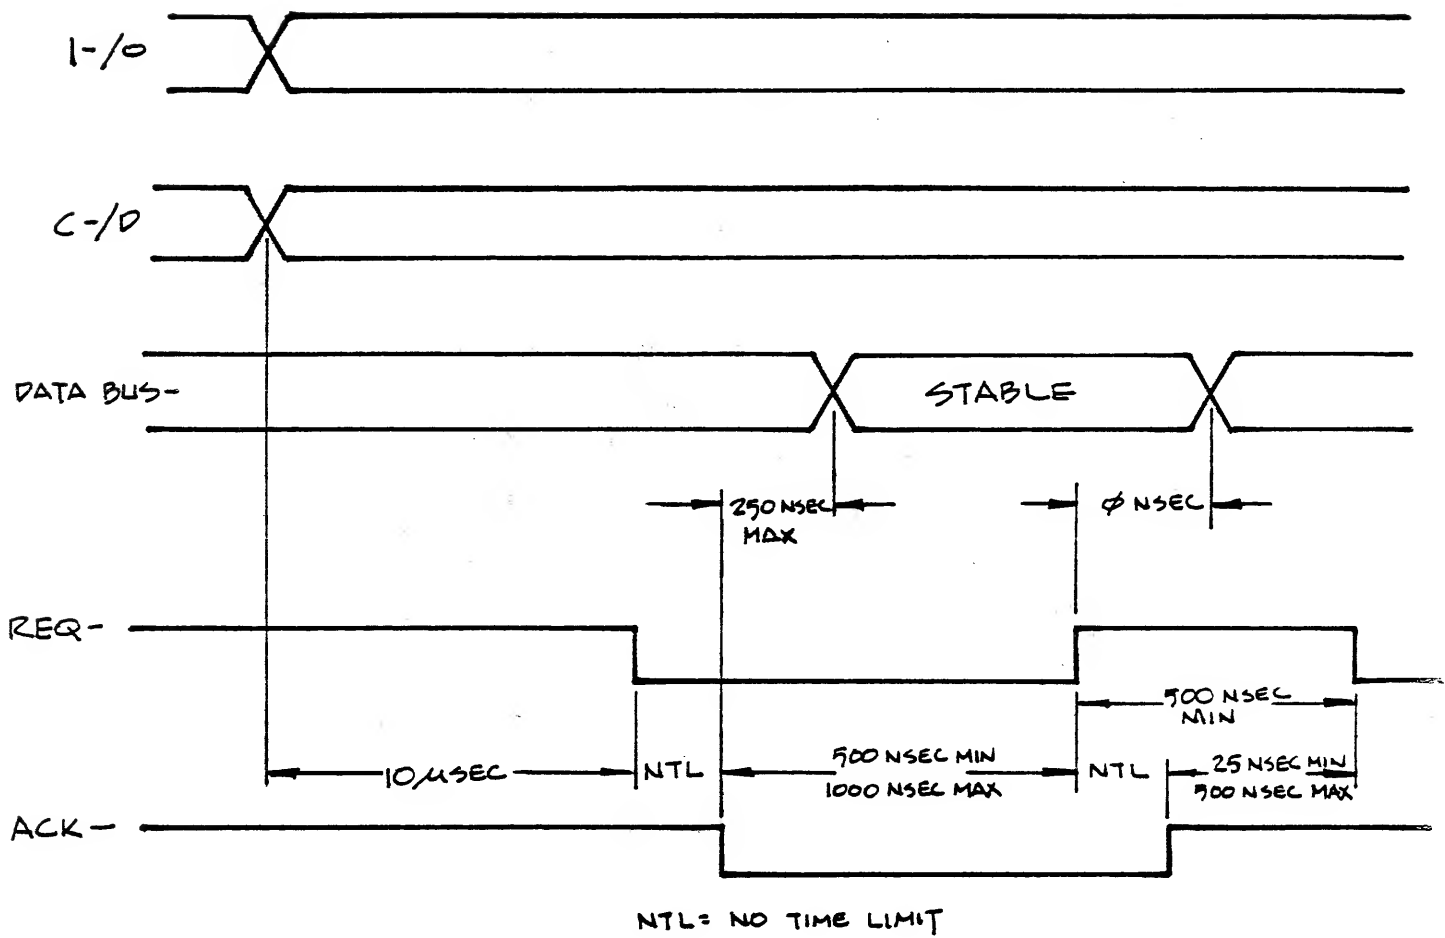 I-/O
C-/D
DATA BUS-
STABLE
250 NSEC
MAX
Ø NSEC
REQ-
500 NSEC
MIN
10 µSEC
NTL
500 NSEC MIN
1000 NSEC MAX
NTL
25 NSEC MIN
500 NSEC MAX
ACK-
NTL= NO TIME LIMIT